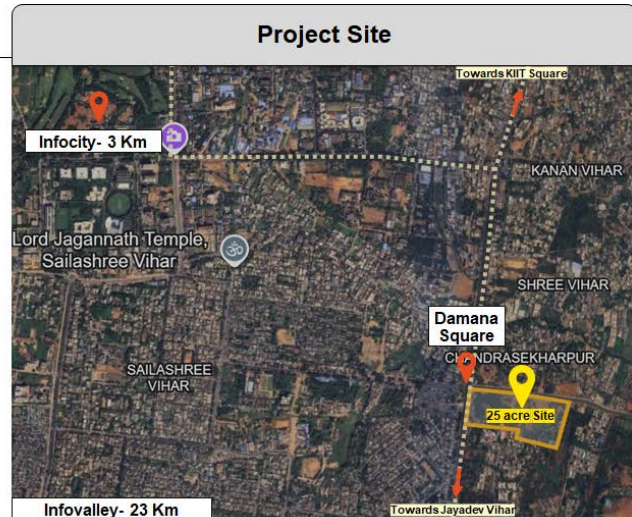 Project Site
Towards KIIT Square
Infocity- 3 Km
KANAN VIHAR
Lord Jagannath Temple,
Sailashree Vihar
SHREE VIHAR
Damana
Square
CHANDRASEKHARPUR
SAILASHREE
VIHAR
25 acre Site
Infovalley- 23 Km
Towards Jayadev Vihar